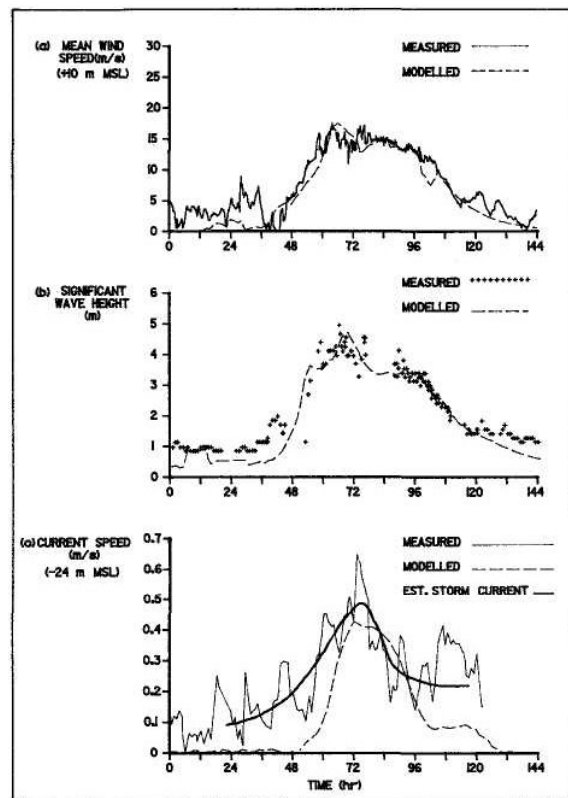 (a) MEAN WIND
SPEED(m/s)
(+10 m MSL)
MEASURED
MODELLED
30
25
20
15
10
5
0
0 24 48 72 96 120 144
(b) SIGNIFICANT
WAVE HEIGHT
(m)
MEASURED
MODELLED
6
5
4
3
2
1
0
0 24 48 72 96 120 144
(c) CURRENT SPEED
(m/s)
(-24 m MSL)
MEASURED
MODELLED
EST. STORM CURRENT
0.7
0.6
0.5
0.4
0.3
0.2
0.1
0
0 24 48 72 96 120 144
TIME (hr)